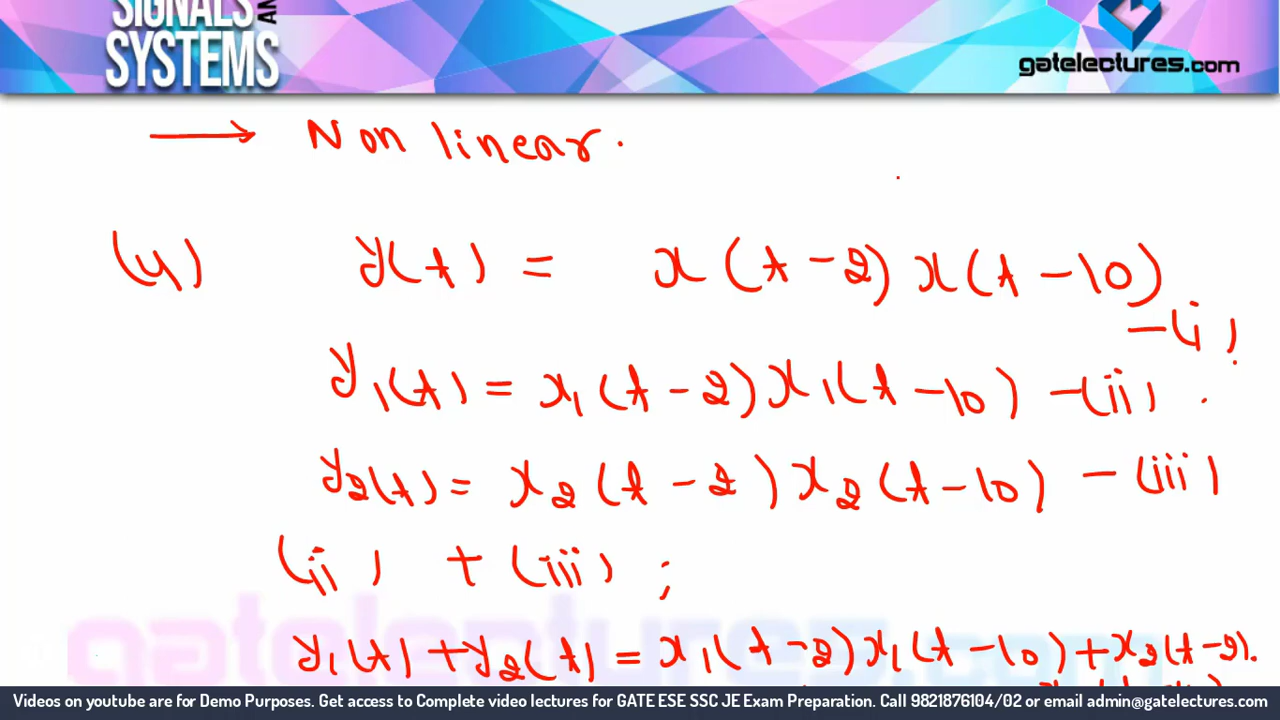 SIGNALS AND
SYSTEMS
gatelectures.com
→ Non linear.
(4) y(t) = x(t-2) x(t-10)
-(i)
y₁(t) = x₁(t-2) x₁(t-10) -(ii)
y₂(t) = x₂(t-2) x₂(t-10) -(iii)
(ii) + (iii) ;
y₁(t) + y₂(t) = x₁(t-2) x₁(t-10) + x₂(t-2).
gatelectures.com
Videos on youtube are for Demo Purposes. Get access to Complete video lectures for GATE ESE SSC JE Exam Preparation. Call 9821876104/02 or email admin@gatelectures.com